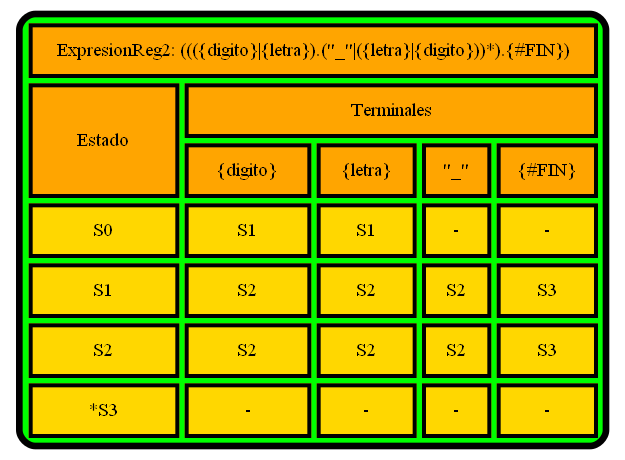 ExpresionReg2: ((({digito}|{letra}).("_"|({letra}|{digito}))*).{#FIN})
Estado
Terminales
{digito} {letra} "_" {#FIN}
S0 S1 S1 - -
S1 S2 S2 S2 S3
S2 S2 S2 S2 S3
*S3 - - - -